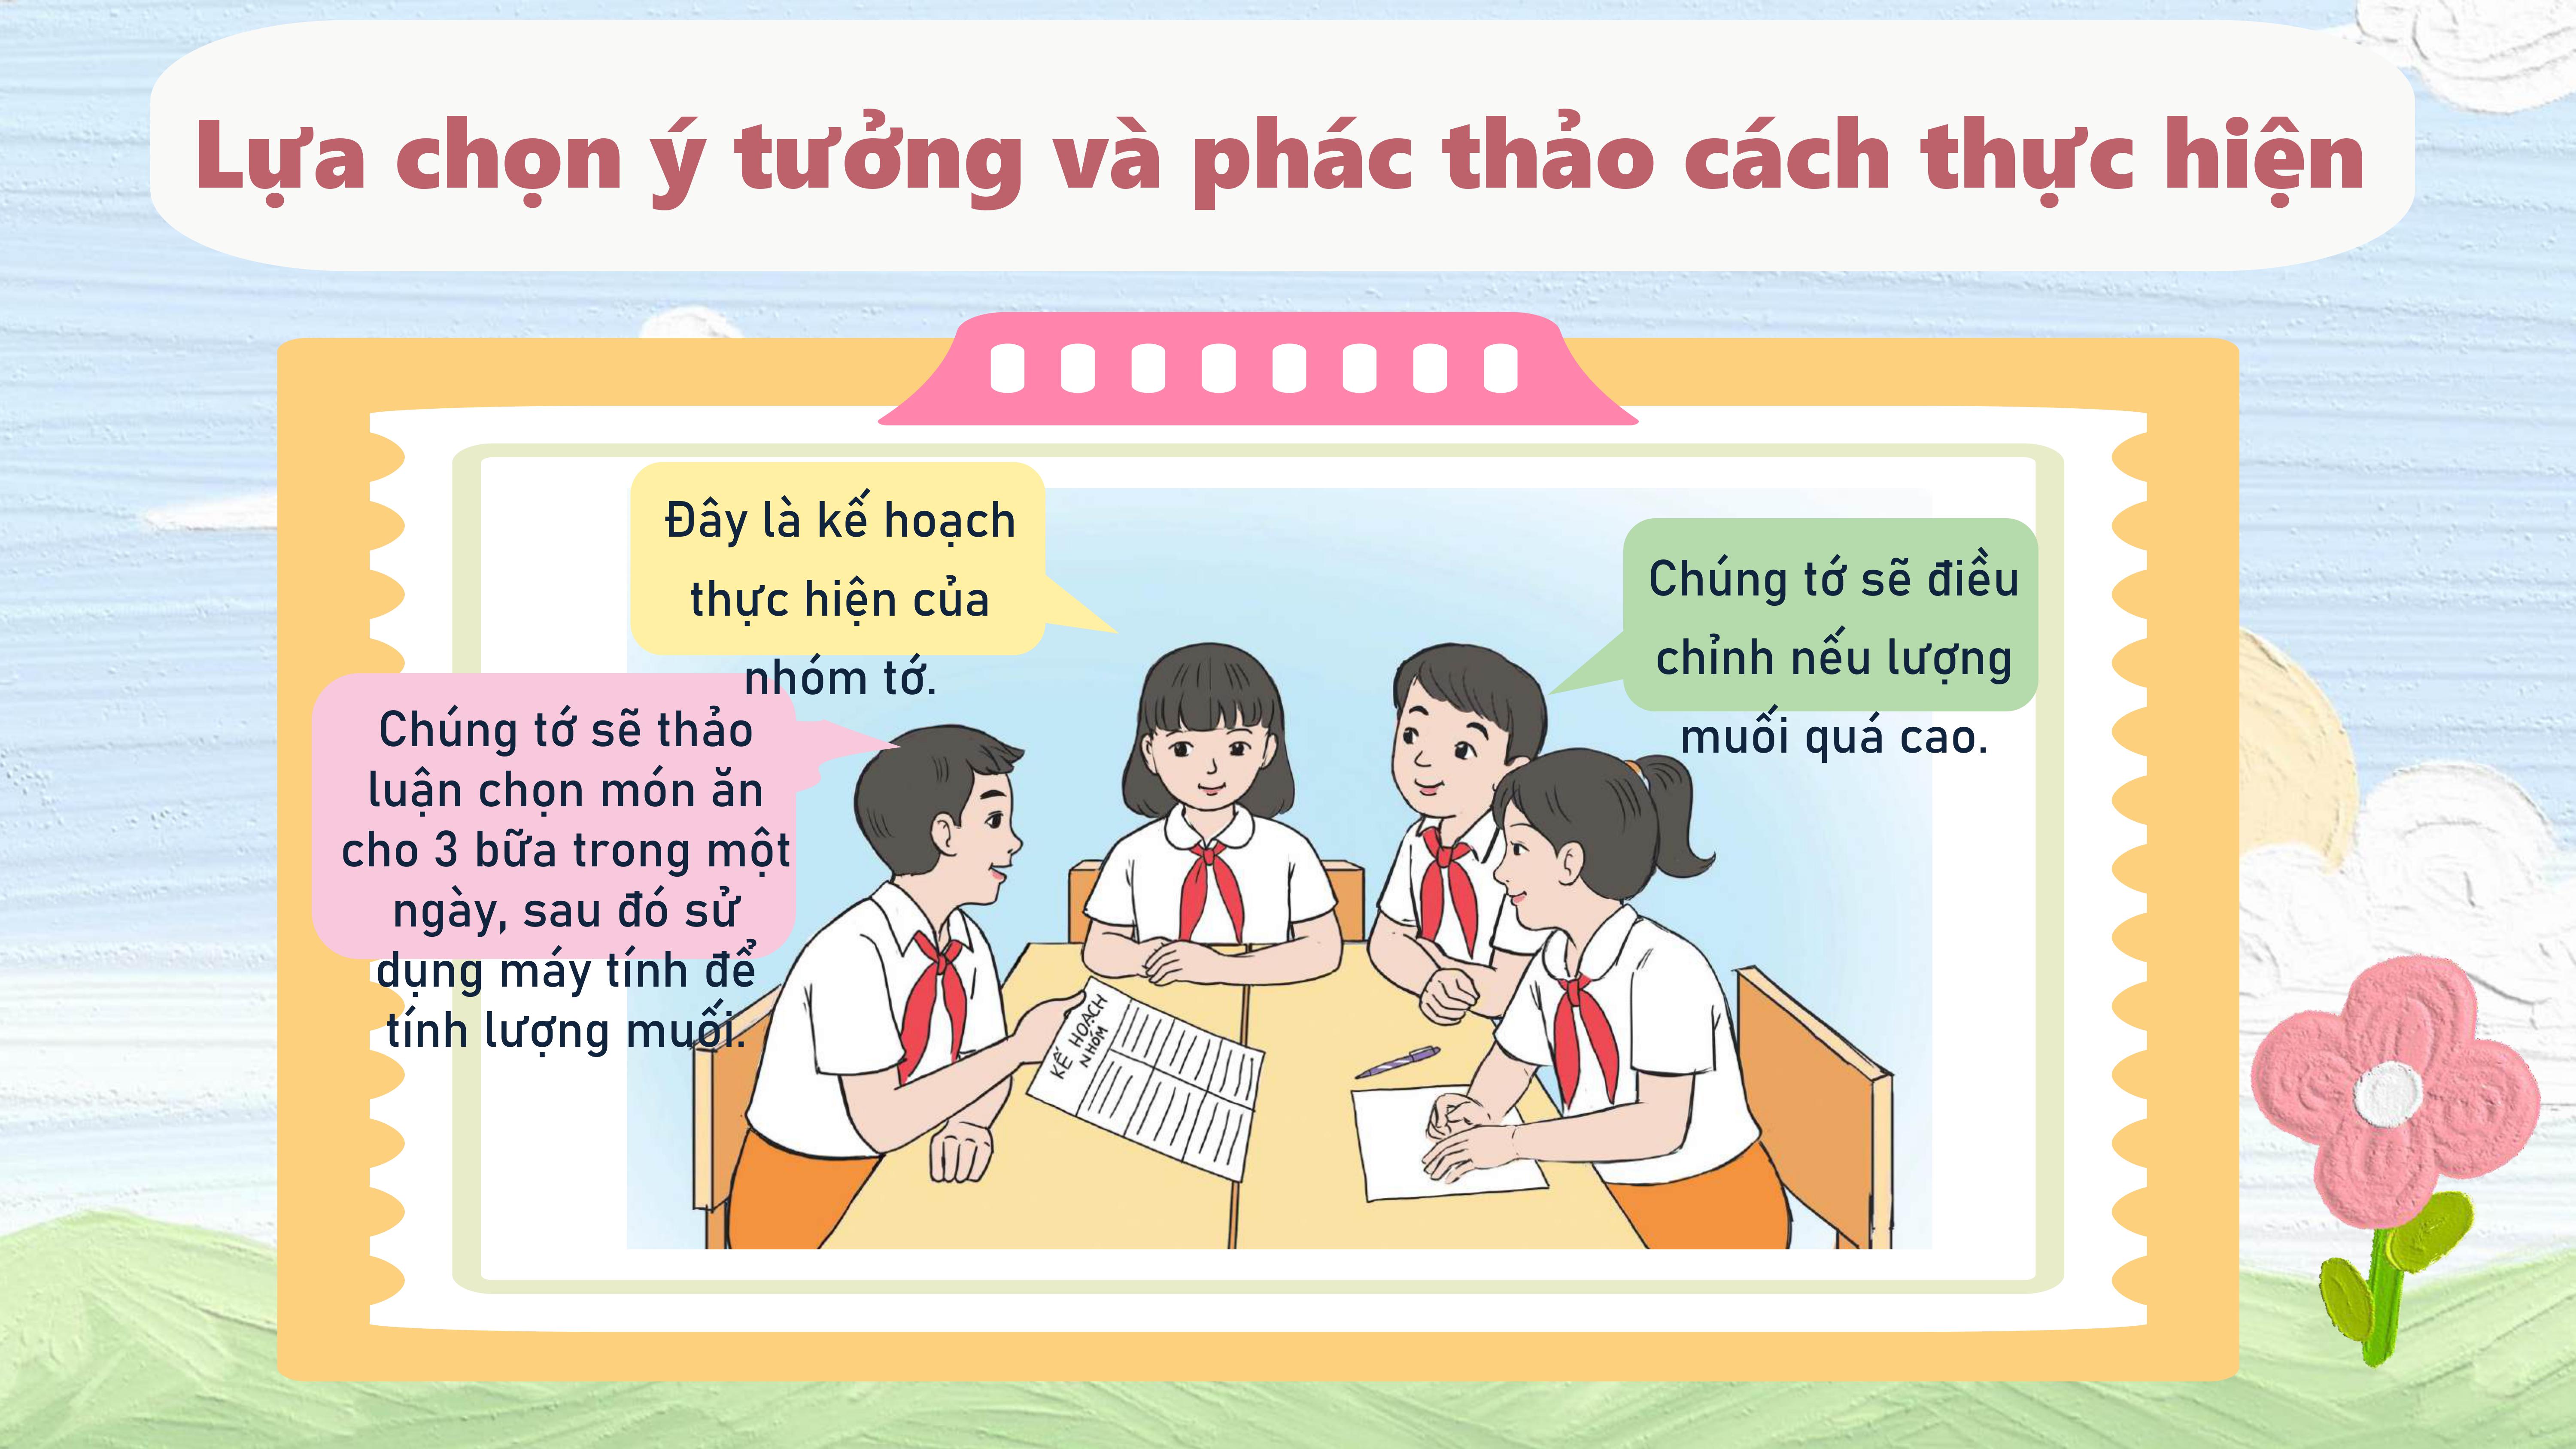 Lựa chọn ý tưởng và phác thảo cách thực hiện
Đây là kế hoạch
thực hiện của
nhóm tớ.
Chúng tớ sẽ điều
chỉnh nếu lượng
muối quá cao.
Chúng tớ sẽ thảo
luận chọn món ăn
cho 3 bữa trong một
ngày, sau đó sử
dụng máy tính để
tính lượng muối.
KẾ HOẠCH
NHÓM